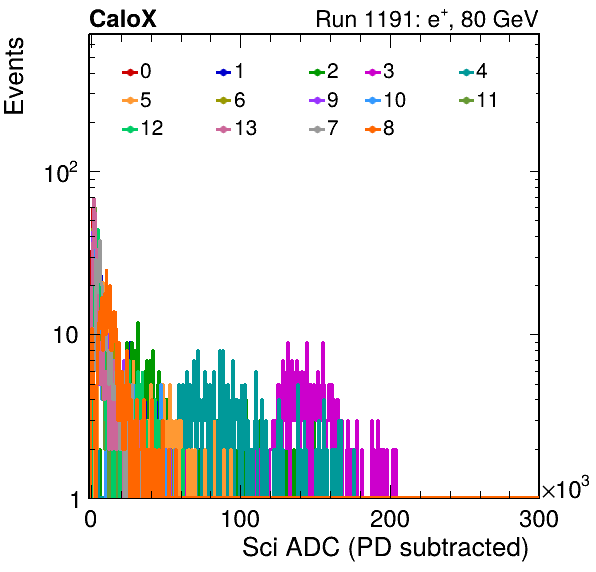 CaloX Run 1191: e⁺, 80 GeV
Events
0 1 2 3 4
5 6 9 10 11
12 13 7 8
10²
10
1
0 100 200 300
×10³
Sci ADC (PD subtracted)